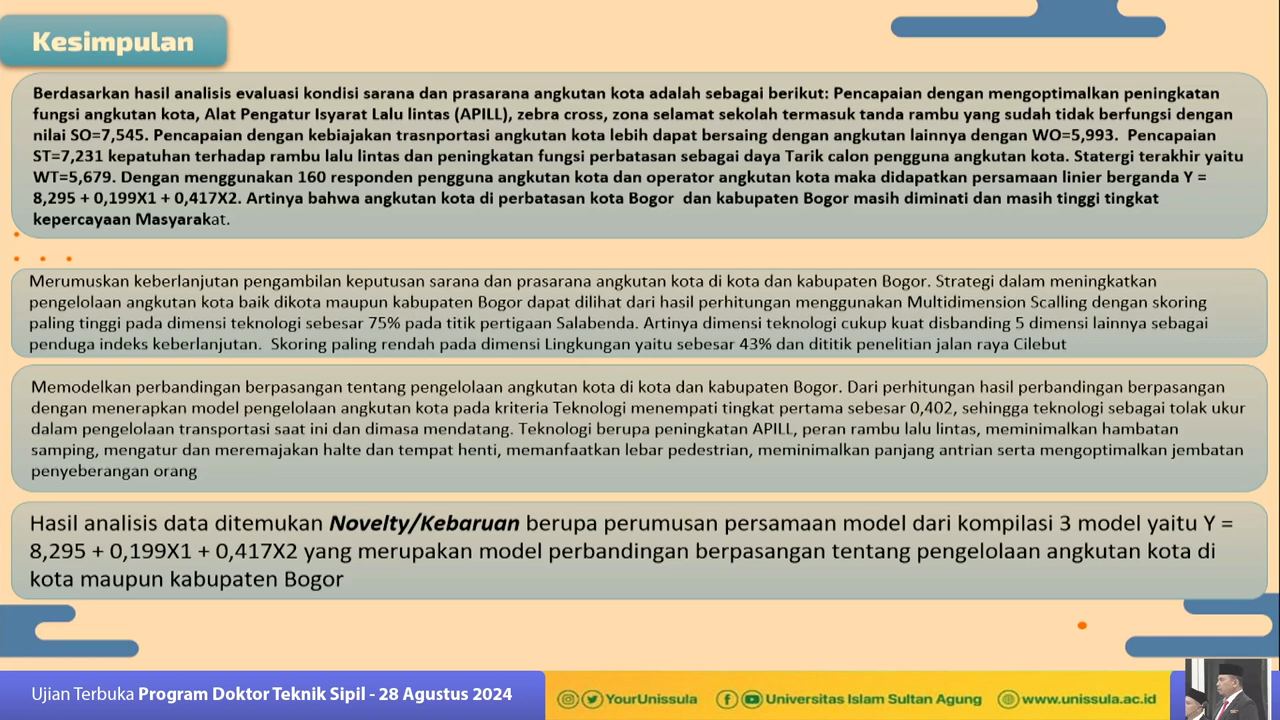 Kesimpulan
Berdasarkan hasil analisis evaluasi kondisi sarana dan prasarana angkutan kota adalah sebagai berikut: Pencapaian dengan mengoptimalkan peningkatan
fungsi angkutan kota, Alat Pengatur Isyarat Lalu lintas (APILL), zebra cross, zona selamat sekolah termasuk tanda rambu yang sudah tidak berfungsi dengan
nilai SO=7,545. Pencapaian dengan kebiajakan trasnportasi angkutan kota lebih dapat bersaing dengan angkutan lainnya dengan WO=5,993. Pencapaian
ST=7,231 kepatuhan terhadap rambu lalu lintas dan peningkatan fungsi perbatasan sebagai daya Tarik calon pengguna angkutan kota. Statergi terakhir yaitu
WT=5,679. Dengan menggunakan 160 responden pengguna angkutan kota dan operator angkutan kota maka didapatkan persamaan linier berganda Y =
8,295 + 0,199X1 + 0,417X2. Artinya bahwa angkutan kota di perbatasan kota Bogor dan kabupaten Bogor masih diminati dan masih tinggi tingkat
kepercayaan Masyarakat.
Merumuskan keberlanjutan pengambilan keputusan sarana dan prasarana angkutan kota di kota dan kabupaten Bogor. Strategi dalam meningkatkan
pengelolaan angkutan kota baik dikota maupun kabupaten Bogor dapat dilihat dari hasil perhitungan menggunakan Multidimension Scalling dengan skoring
paling tinggi pada dimensi teknologi sebesar 75% pada titik pertigaan Salabenda. Artinya dimensi teknologi cukup kuat disbanding 5 dimensi lainnya sebagai
penduga indeks keberlanjutan. Skoring paling rendah pada dimensi Lingkungan yaitu sebesar 43% dan dititik penelitian jalan raya Cilebut
Memodelkan perbandingan berpasangan tentang pengelolaan angkutan kota di kota dan kabupaten Bogor. Dari perhitungan hasil perbandingan berpasangan
dengan menerapkan model pengelolaan angkutan kota pada kriteria Teknologi menempati tingkat pertama sebesar 0,402, sehingga teknologi sebagai tolak ukur
dalam pengelolaan transportasi saat ini dan dimasa mendatang. Teknologi berupa peningkatan APILL, peran rambu lalu lintas, meminimalkan hambatan
samping, mengatur dan meremajakan halte dan tempat henti, memanfaatkan lebar pedestrian, meminimalkan panjang antrian serta mengoptimalkan jembatan
penyeberangan orang
Hasil analisis data ditemukan Novelty/Kebaruan berupa perumusan persamaan model dari kompilasi 3 model yaitu Y =
8,295 + 0,199X1 + 0,417X2 yang merupakan model perbandingan berpasangan tentang pengelolaan angkutan kota di
kota maupun kabupaten Bogor
Ujian Terbuka Program Doktor Teknik Sipil - 28 Agustus 2024
YourUnissula
Universitas Islam Sultan Agung
www.unissula.ac.id